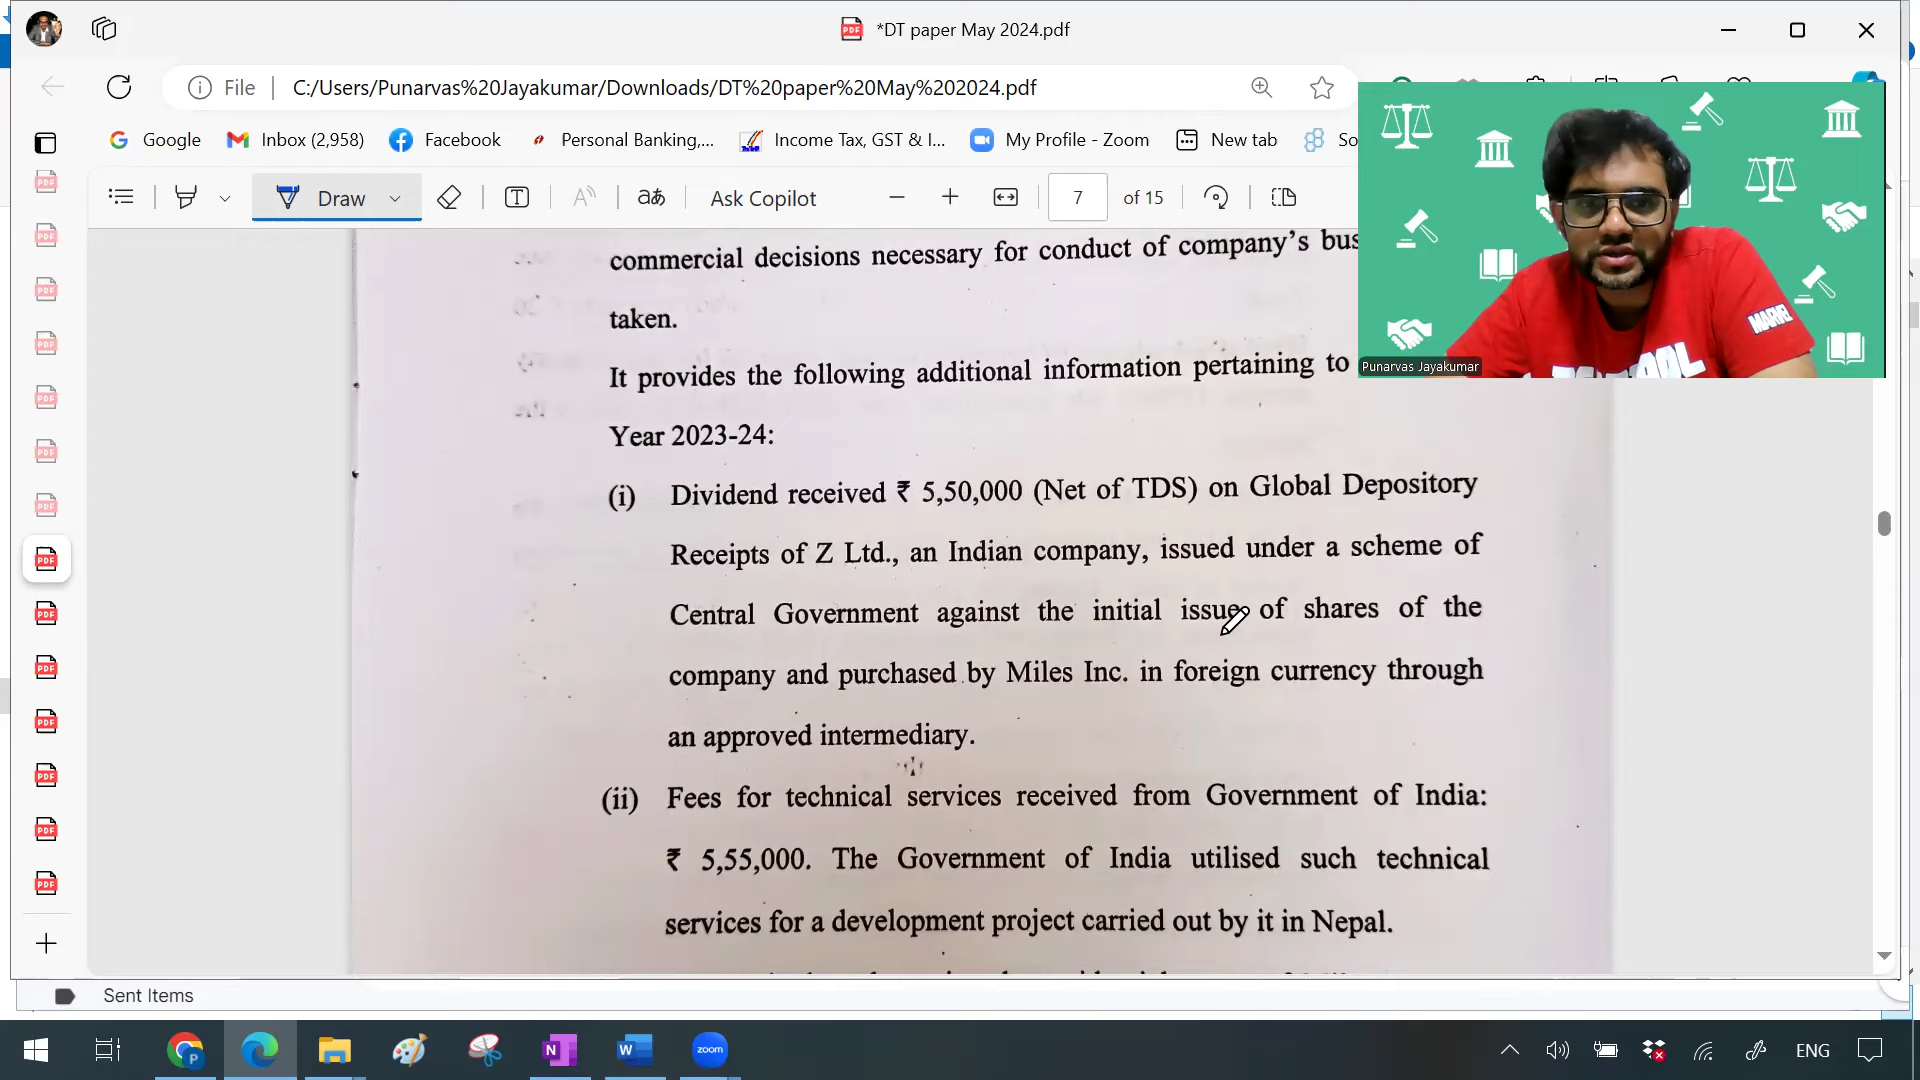 *DT paper May 2024.pdf
File
C:/Users/Punarvas%20Jayakumar/Downloads/DT%20paper%20May%202024.pdf
Google
Inbox (2,958)
Facebook
Personal Banking,...
Income Tax, GST & I...
My Profile - Zoom
New tab
So
Draw
Ask Copilot
7
of 15
commercial decisions necessary for conduct of company's bus
taken.
It provides the following additional information pertaining to
Year 2023-24:
(i) Dividend received ₹ 5,50,000 (Net of TDS) on Global Depository
Receipts of Z Ltd., an Indian company, issued under a scheme of
Central Government against the initial issue of shares of the
company and purchased by Miles Inc. in foreign currency through
an approved intermediary.
(ii) Fees for technical services received from Government of India:
₹ 5,55,000. The Government of India utilised such technical
services for a development project carried out by it in Nepal.
MARVEL
Punarvas Jayakumar
Sent Items
zoom
ENG